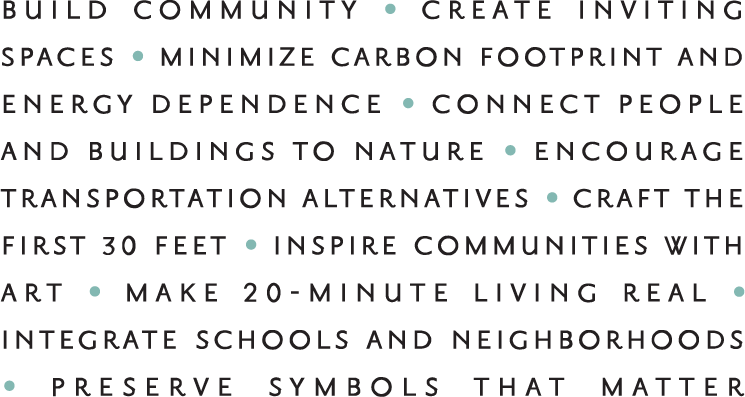 BUILD COMMUNITY • CREATE INVITING
SPACES • MINIMIZE CARBON FOOTPRINT AND
ENERGY DEPENDENCE • CONNECT PEOPLE
AND BUILDINGS TO NATURE • ENCOURAGE
TRANSPORTATION ALTERNATIVES • CRAFT THE
FIRST 30 FEET • INSPIRE COMMUNITIES WITH
ART • MAKE 20-MINUTE LIVING REAL •
INTEGRATE SCHOOLS AND NEIGHBORHOODS
• PRESERVE SYMBOLS THAT MATTER